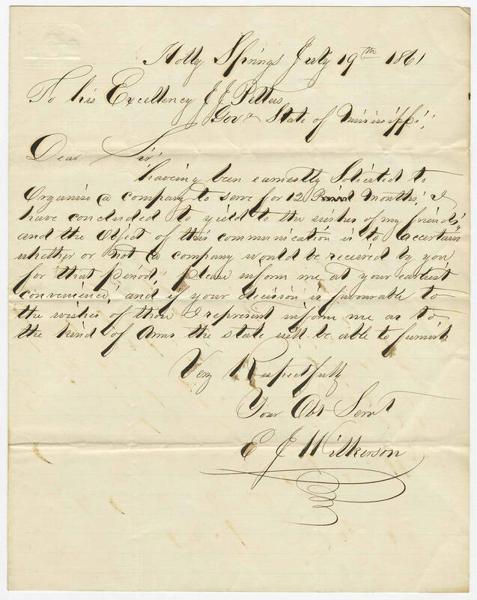 Holly Springs July 19th 1861
To his Excellency J J Pettus
Gov of State of Mississippi
Dear Sir
having been earnestly Solicited to
Organise a company to serve for 12 months, I
have concluded to yield to the wishes of my friends
and the object of this communication is to ascertain
whether or not a company would be received by you
for that period, please inform me at your earliest
convenience, and if your decision is favourable to
the wishes of those I represent inform me as to
the kind of Arms the state will be able to furnish
Very Respectfully
Your Obt Servt
E J Wilkerson